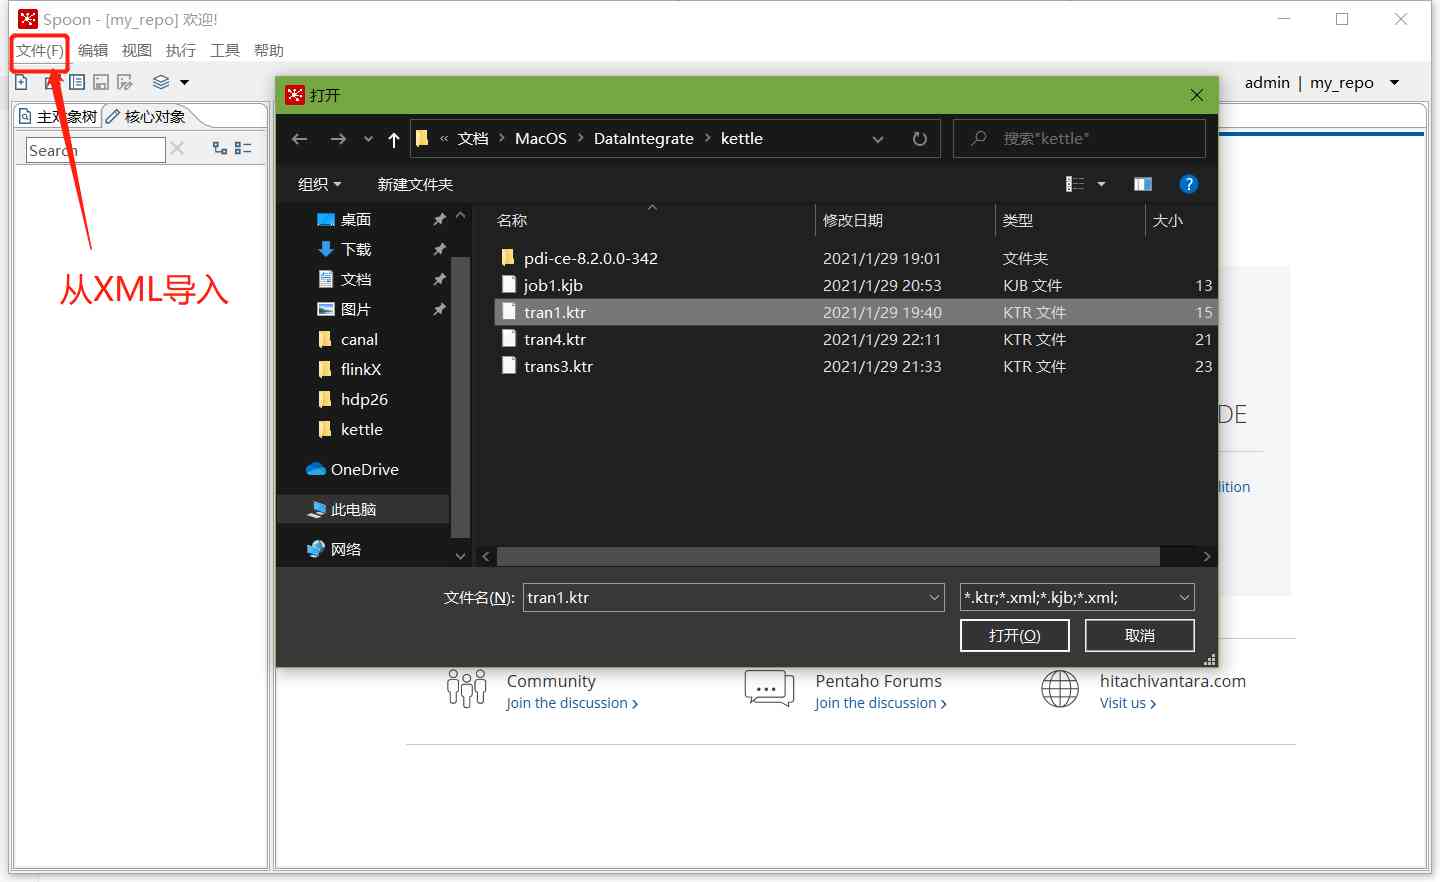 Spoon - [my_repo] 欢迎!
文件(F) 编辑 视图 执行 工具 帮助
admin | my_repo
主对象树 核心对象
Search
从XML导入
打开
« 文档 > MacOS > DataIntegrate > kettle
搜索"kettle"
组织 新建文件夹
名称 修改日期 类型 大小
桌面
下载
文档
图片
canal
flinkX
hdp26
kettle
OneDrive
此电脑
网络
pdi-ce-8.2.0.0-342 2021/1/29 19:01 文件夹
job1.kjb 2021/1/29 20:53 KJB 文件 13
tran1.ktr 2021/1/29 19:40 KTR 文件 15
tran4.ktr 2021/1/29 22:11 KTR 文件 21
trans3.ktr 2021/1/29 21:33 KTR 文件 23
文件名(N): tran1.ktr *.ktr;*.xml;*.kjb;*.xml;
打开(O) 取消
DE
lition
Community
Join the discussion >
Pentaho Forums
Join the discussion >
hitachivantara.com
Visit us >